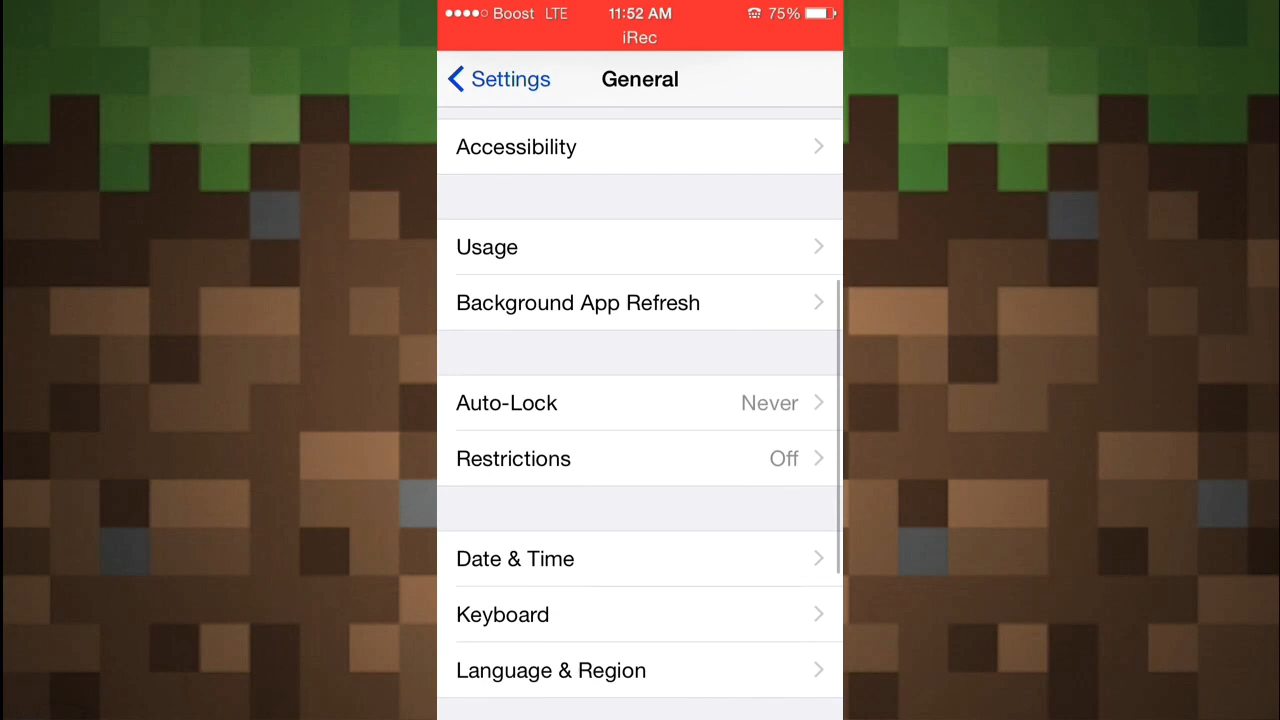 Boost LTE 11:52 AM 75%
iRec
Settings General
Accessibility
Usage
Background App Refresh
Auto-Lock Never
Restrictions Off
Date & Time
Keyboard
Language & Region